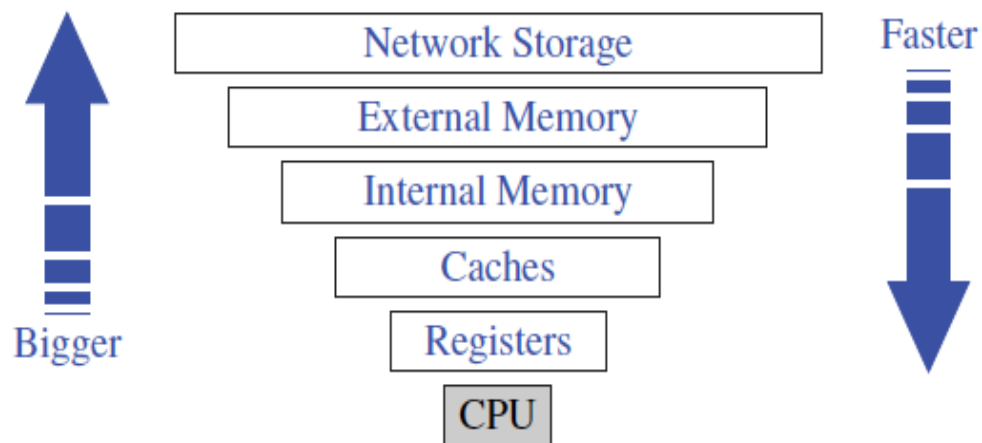 Network Storage
Faster
External Memory
Internal Memory
Caches
Registers
Bigger
CPU